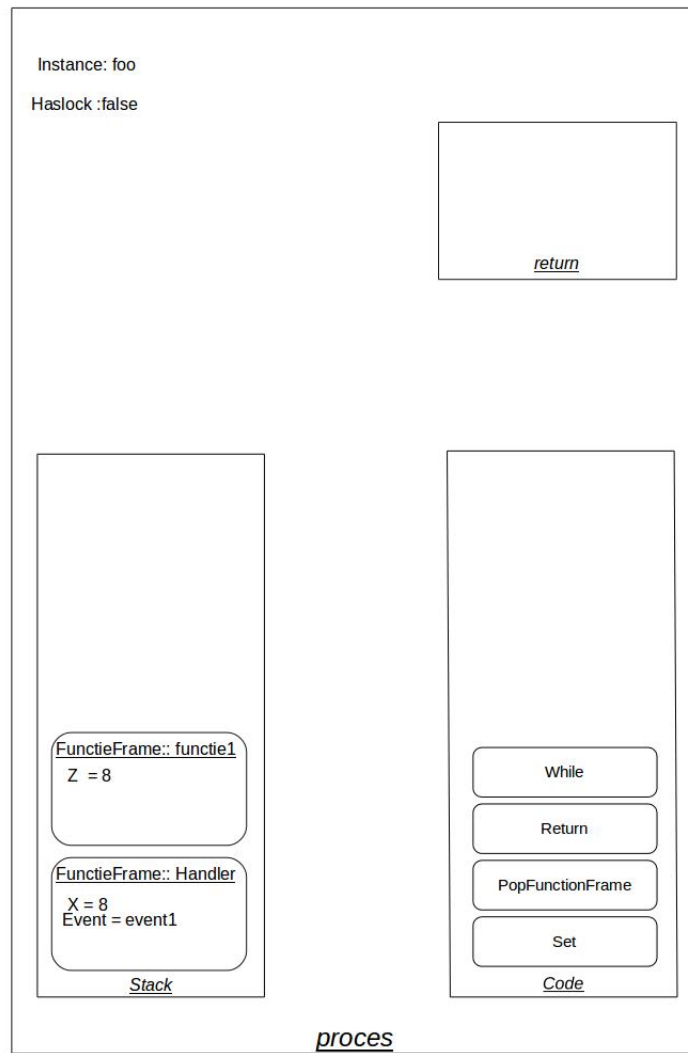 Instance: foo
Haslock :false
return
FunctieFrame:: functie1
Z = 8
FunctieFrame:: Handler
X = 8
Event = event1
Stack
While
Return
PopFunctionFrame
Set
Code
proces